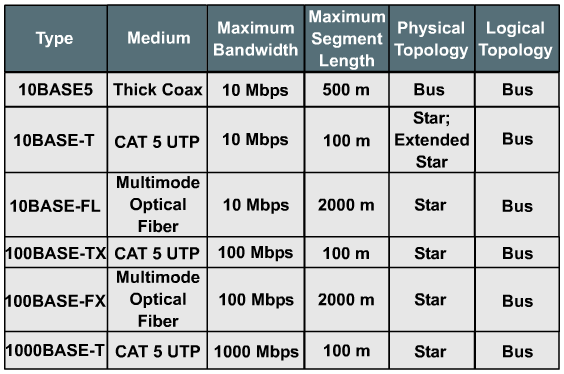 Type Medium Maximum Bandwidth Maximum Segment Length Physical Topology Logical Topology
10BASE5 Thick Coax 10 Mbps 500 m Bus Bus
10BASE-T CAT 5 UTP 10 Mbps 100 m Star; Extended Star Bus
10BASE-FL Multimode Optical Fiber 10 Mbps 2000 m Star Bus
100BASE-TX CAT 5 UTP 100 Mbps 100 m Star Bus
100BASE-FX Multimode Optical Fiber 100 Mbps 2000 m Star Bus
1000BASE-T CAT 5 UTP 1000 Mbps 100 m Star Bus